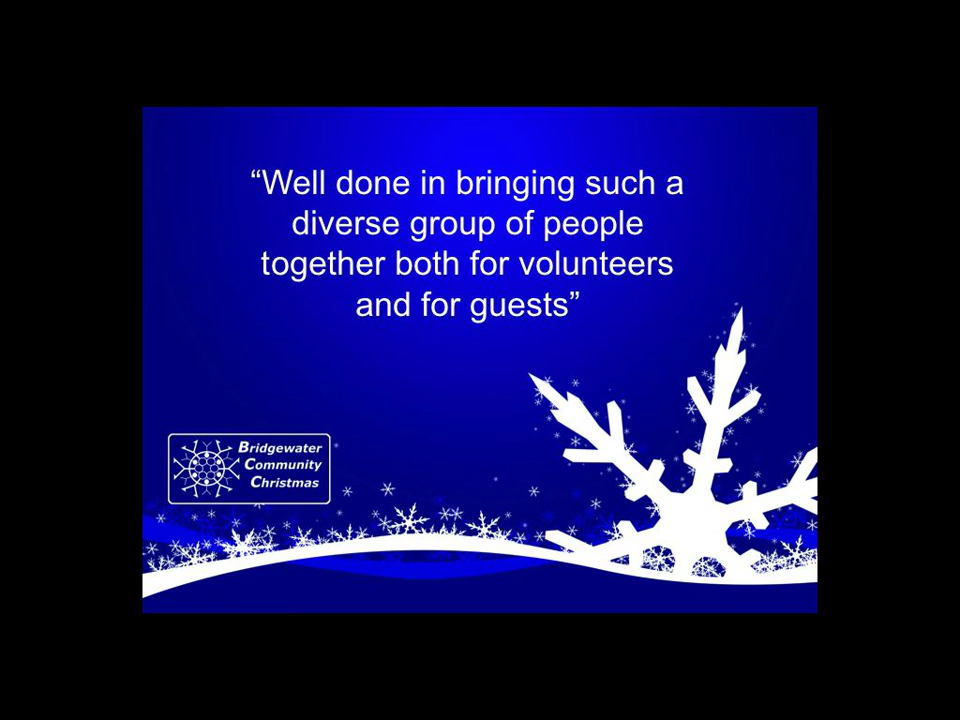 “Well done in bringing such a
diverse group of people
together both for volunteers
and for guests”
Bridgewater
Community
Christmas